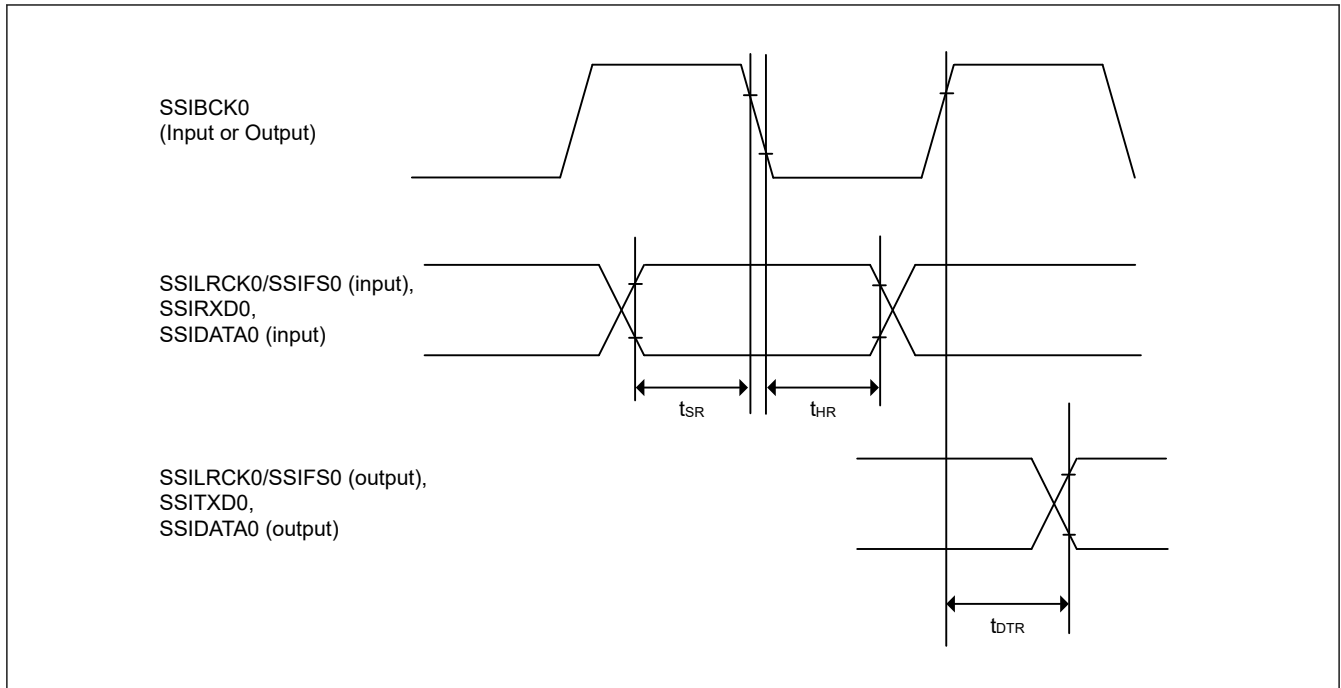 SSIBCK0
(Input or Output)
SSILRCK0/SSIFS0 (input),
SSIRXD0,
SSIDATA0 (input)
tSR
tHR
SSILRCK0/SSIFS0 (output),
SSITXD0,
SSIDATA0 (output)
tDTR